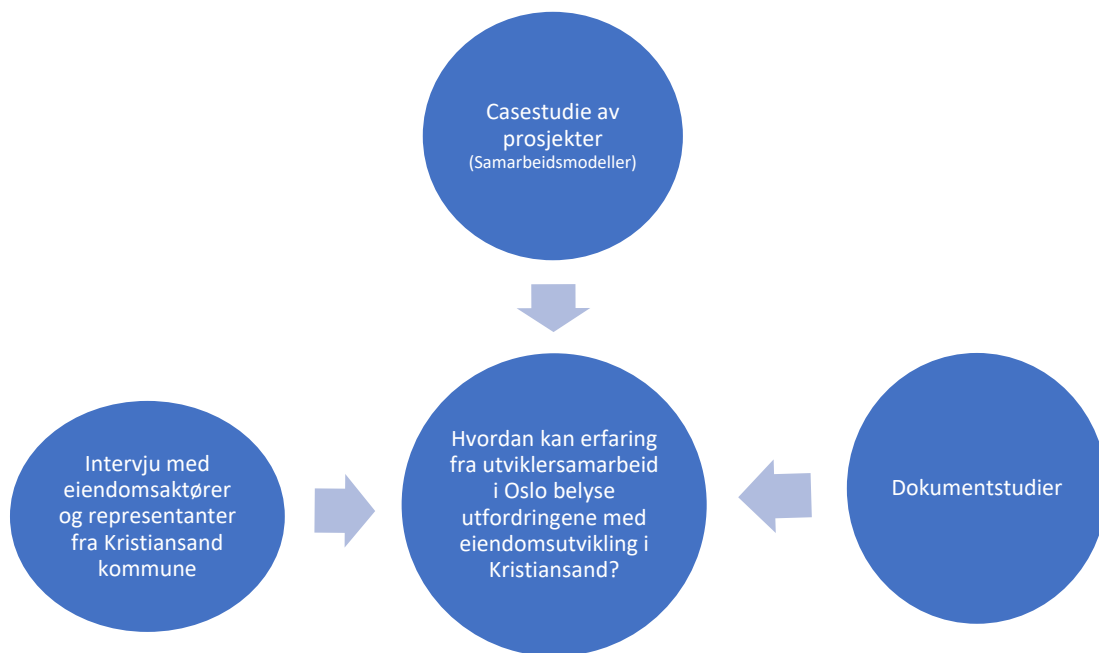 Casestudie av
prosjekter
(Samarbeidsmodeller)
Intervju med
eiendomsaktører
og representanter
fra Kristiansand
kommune
Hvordan kan erfaring
fra utviklersamarbeid
i Oslo belyse
utfordringene med
eiendomsutvikling i
Kristiansand?
Dokumentstudier